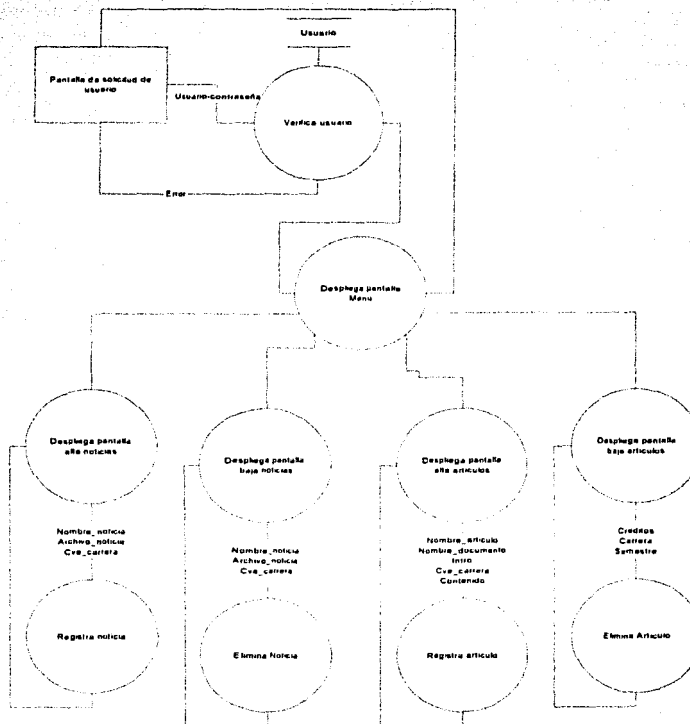 Usuario
Pantalla de solicitud de
usuario
Usuario-contraseña
Verifica usuario
Error
Despliega pantalla
Menu
Despliega pantalla
alta noticias
Despliega pantalla
baja noticias
Despliega pantalla
alta articulos
Despliega pantalla
baja articulos
Nombre_noticia
Archivo_noticia
Cve_carrera
Nombre_noticia
Archivo_noticia
Cve_carrera
Nombre_articulo
Nombre_documento
Intro
Cve_carrera
Contenido
Creditos
Carrera
Semestre
Registra noticia
Elimina Noticia
Registra articulo
Elimina Articulo